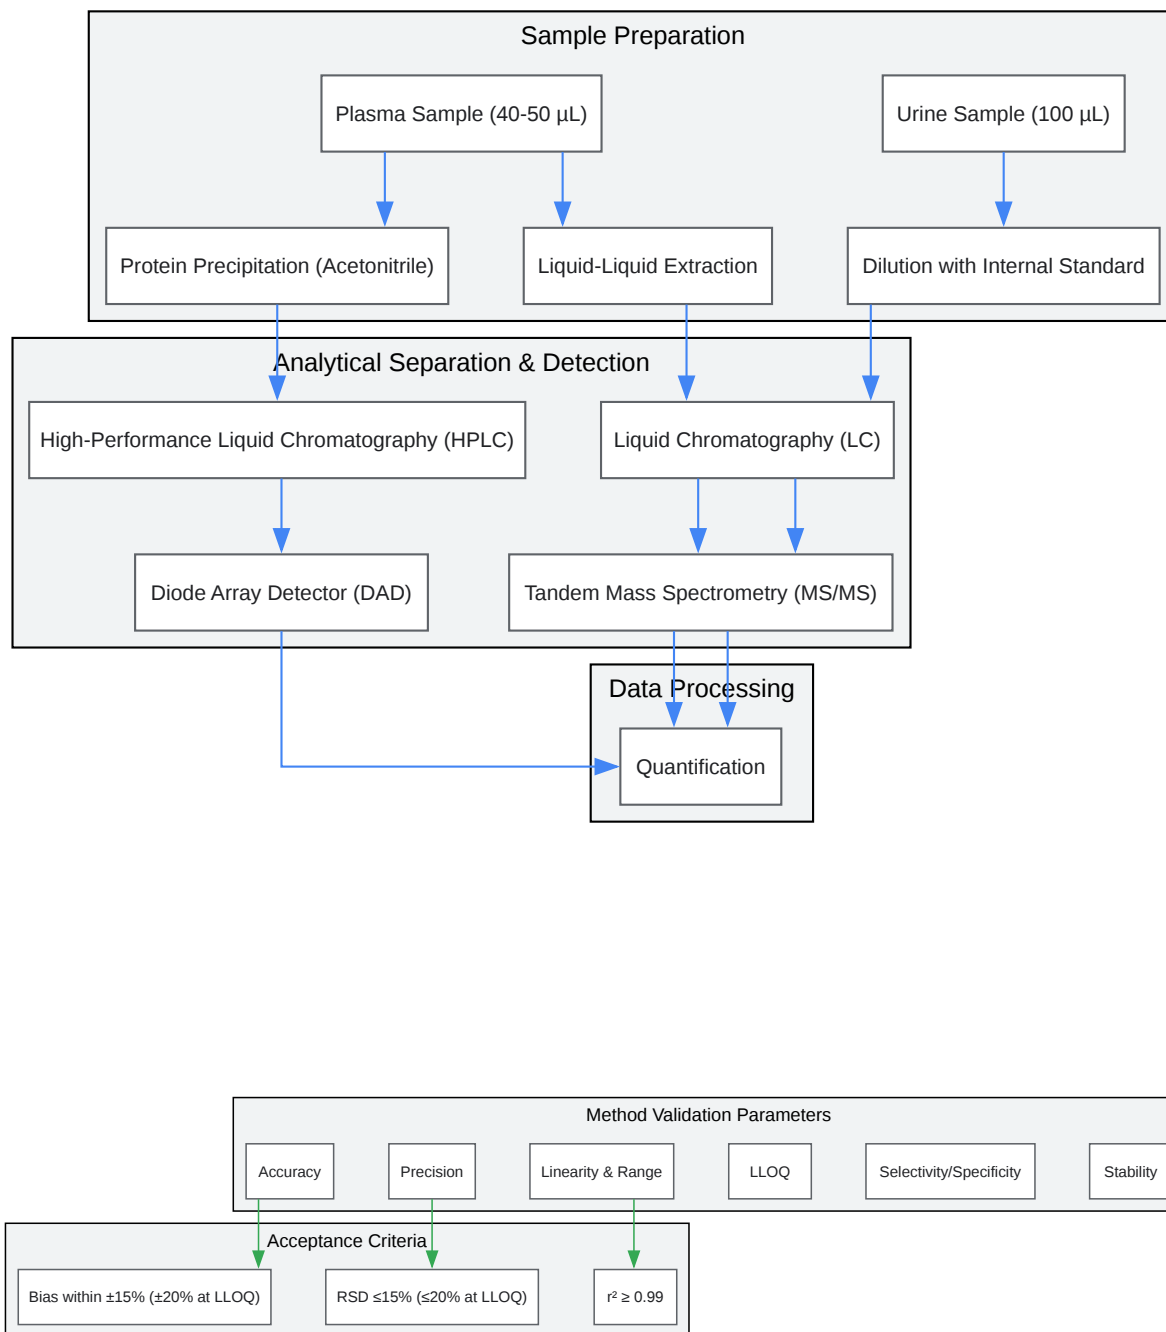 Sample Preparation
Plasma Sample (40-50 µL)
Urine Sample (100 µL)
Protein Precipitation (Acetonitrile)
Liquid-Liquid Extraction
Dilution with Internal Standard
Analytical Separation & Detection
High-Performance Liquid Chromatography (HPLC)
Liquid Chromatography (LC)
Diode Array Detector (DAD)
Tandem Mass Spectrometry (MS/MS)
Data Processing
Quantification
Method Validation Parameters
Accuracy
Precision
Linearity & Range
LLOQ
Selectivity/Specificity
Stability
Acceptance Criteria
Bias within ±15% (±20% at LLOQ)
RSD ≤15% (≤20% at LLOQ)
r² ≥ 0.99